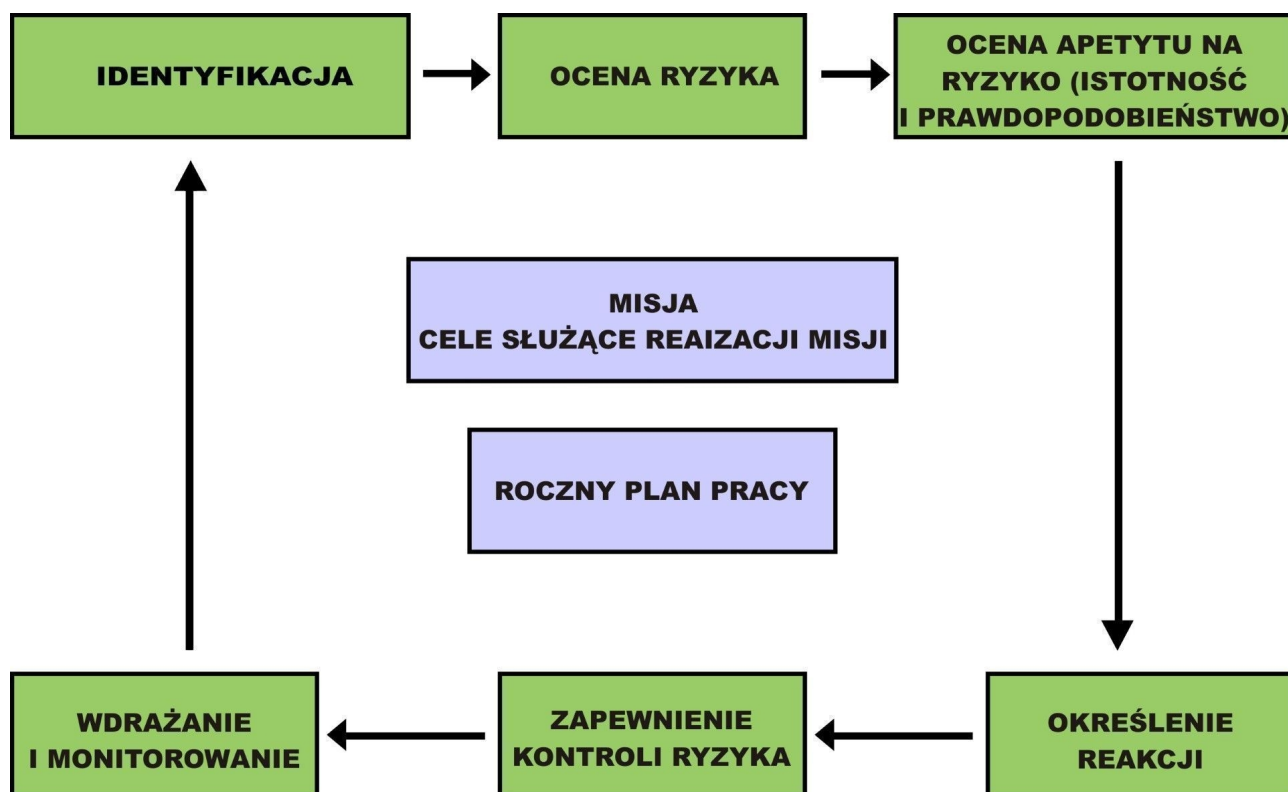 IDENTYFIKACJA
OCENA RYZYKA
OCENA APETYTU NA
RYZYKO (ISTOTNOŚĆ
I PRAWDOPODOBIEŃSTWO)
MISJA
CELE SŁUŻĄCE REAIZACJI MISJI
ROCZNY PLAN PRACY
WDRAŻANIE
I MONITOROWANIE
ZAPEWNIENIE
KONTROLI RYZYKA
OKREŚLENIE
REAKCJI